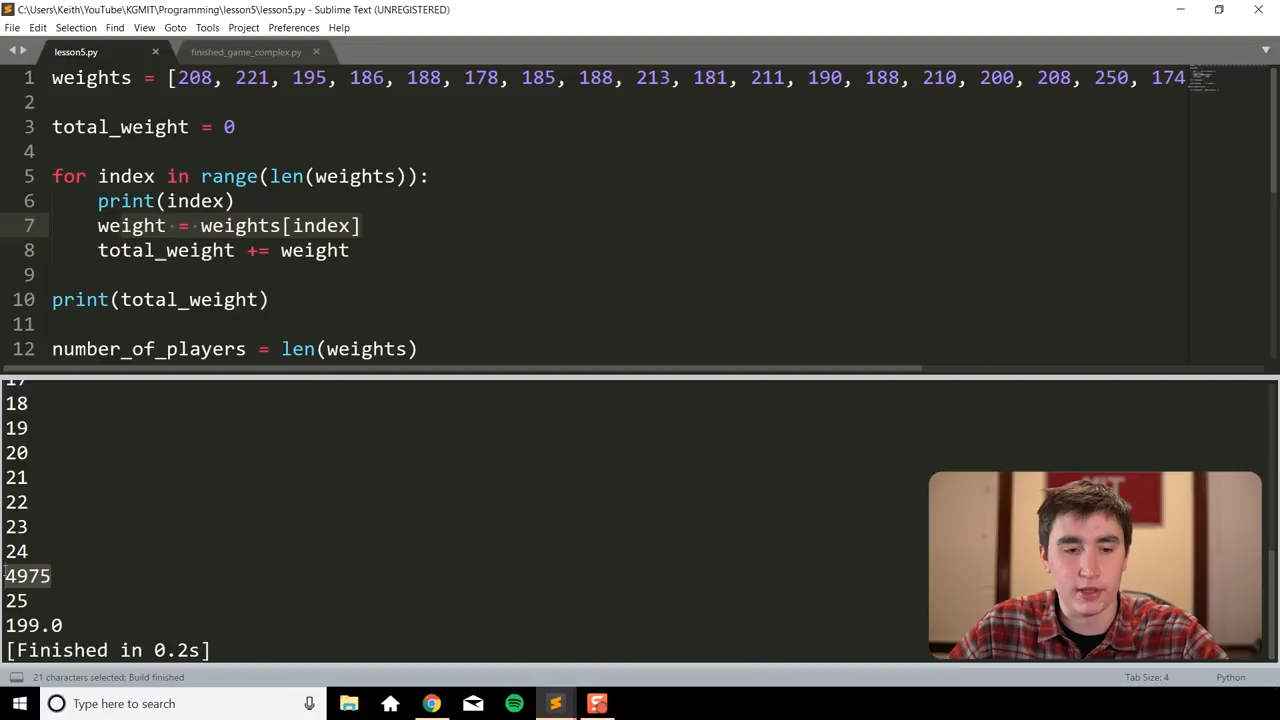 C:\Users\Keith\YouTube\KGMIT\Programming\lesson5\lesson5.py - Sublime Text (UNREGISTERED)
File Edit Selection Find View Goto Tools Project Preferences Help
lesson5.py × finished_game_complex.py ×
1 weights = [208, 221, 195, 186, 188, 178, 185, 188, 213, 181, 211, 190, 188, 210, 200, 208, 250, 174
2
3 total_weight = 0
4
5 for index in range(len(weights)):
6 print(index)
7 weight = weights[index]
8 total_weight += weight
9
10 print(total_weight)
11
12 number_of_players = len(weights)
17
18
19
20
21
22
23
24
4975
25
199.0
[Finished in 0.2s]
MIT
21 characters selected; Build finished
Tab Size: 4
Python
Type here to search